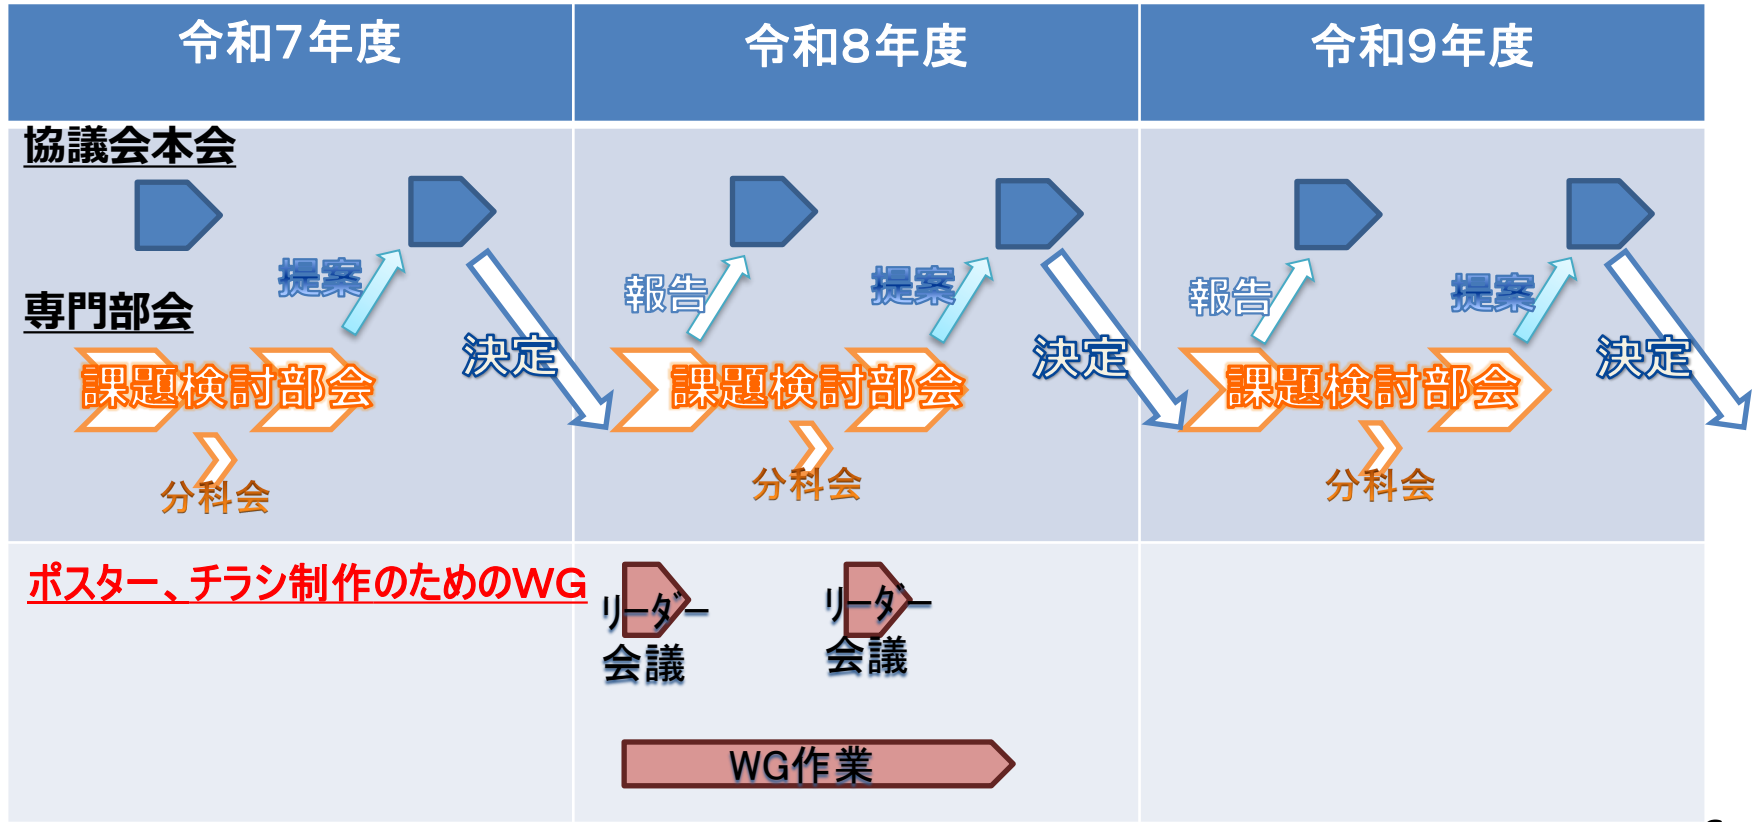 令和7年度
令和8年度
令和9年度
協議会本会
提案
報告
提案
報告
提案
専門部会
決定
決定
決定
課題検討部会
課題検討部会
課題検討部会
分科会
分科会
分科会
ポスター、チラシ制作のためのWG
リーダー
会議
リーダー
会議
WG作業